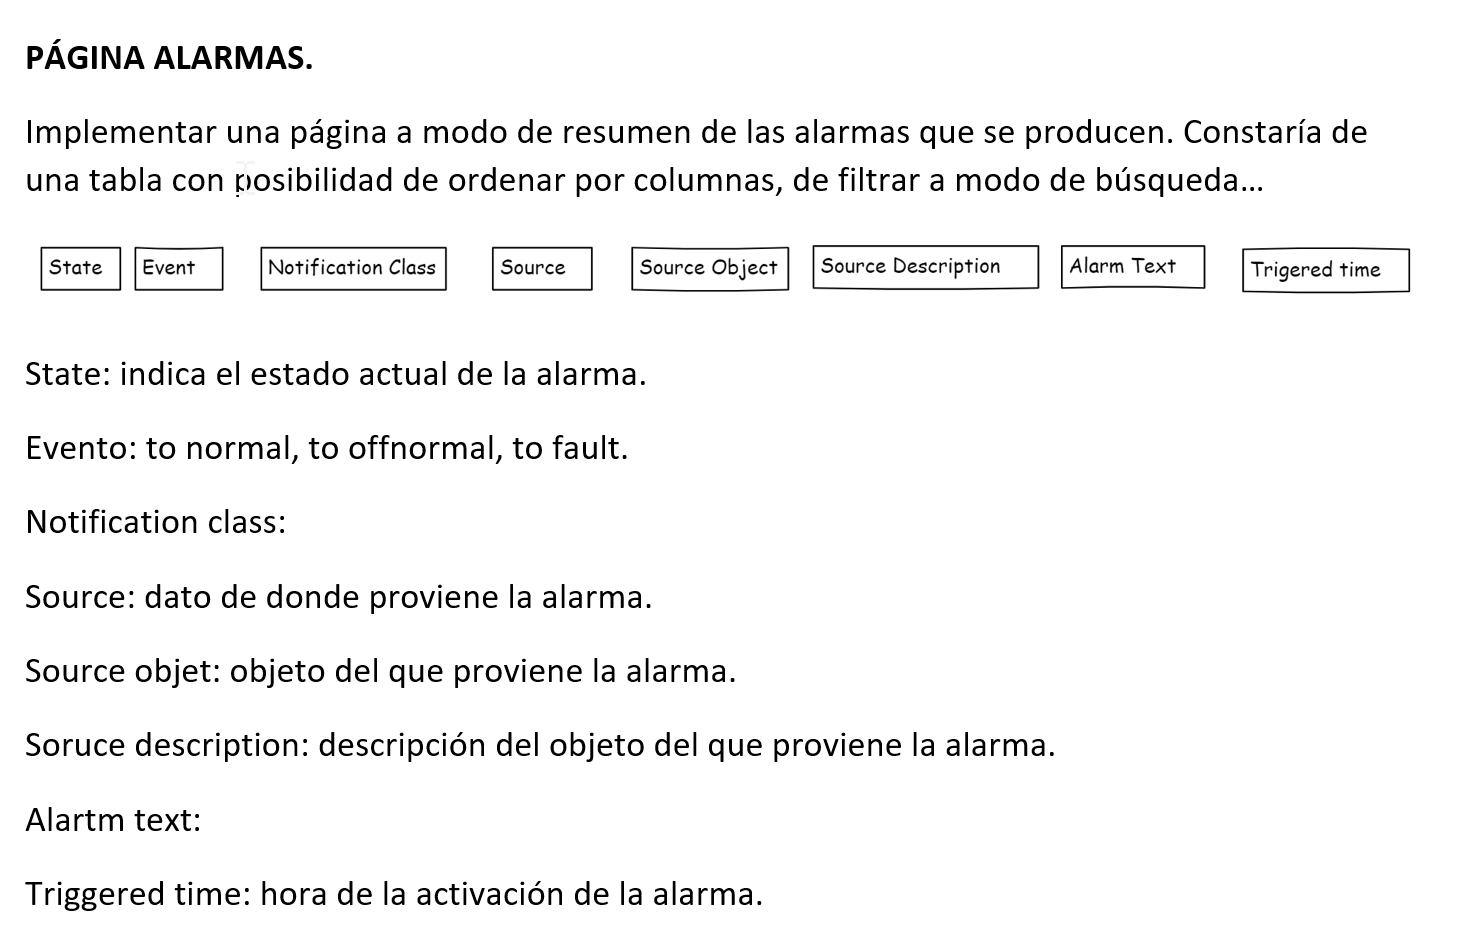 PÁGINA ALARMAS.
Implementar una página a modo de resumen de las alarmas que se producen. Constaría de
una tabla con posibilidad de ordenar por columnas, de filtrar a modo de búsqueda...
State Event Notification Class Source Source Object Source Description Alarm Text Trigered time
State: indica el estado actual de la alarma.
Evento: to normal, to offnormal, to fault.
Notification class:
Source: dato de donde proviene la alarma.
Source objet: objeto del que proviene la alarma.
Soruce description: descripción del objeto del que proviene la alarma.
Alartm text:
Triggered time: hora de la activación de la alarma.